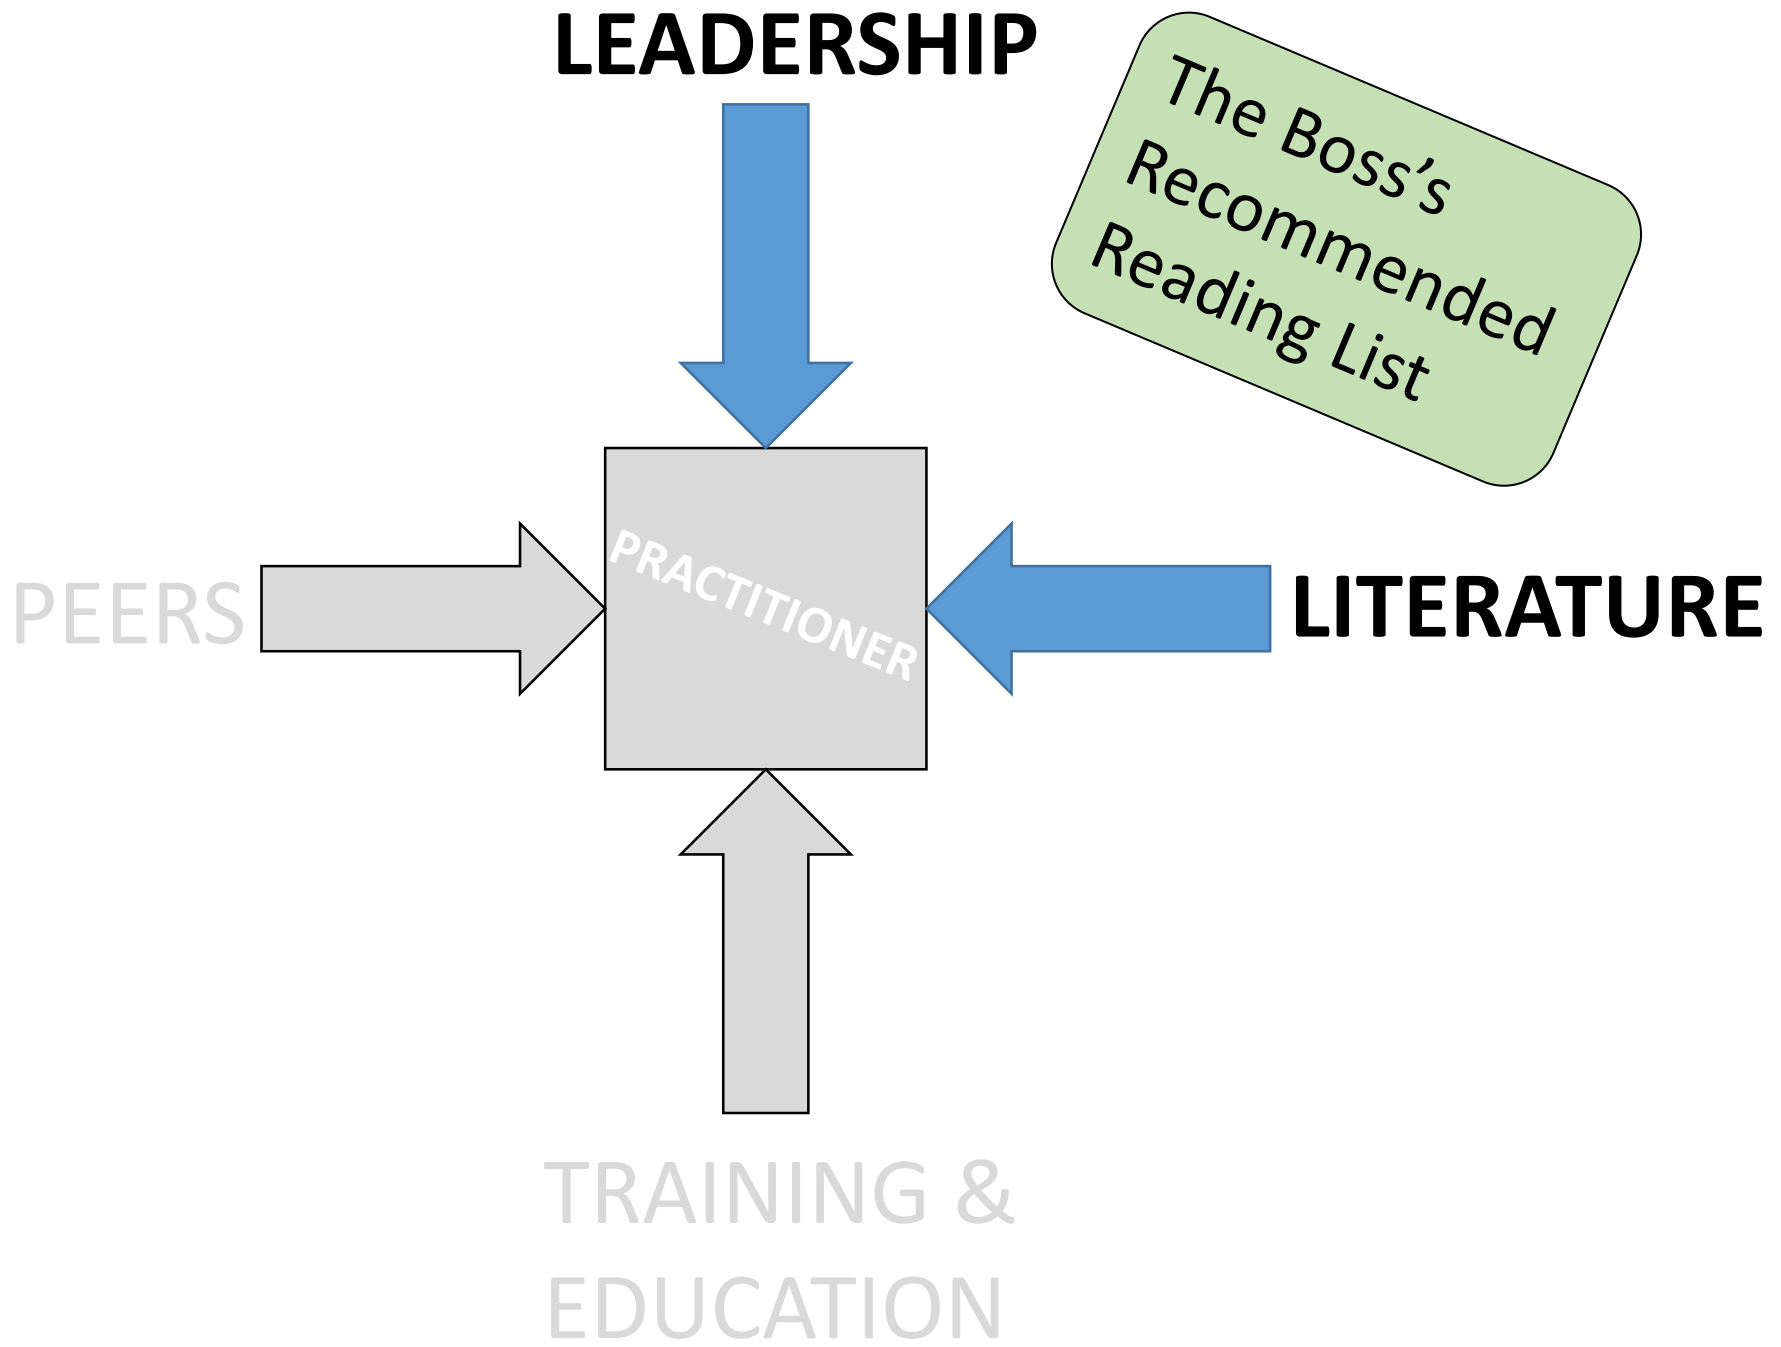 LEADERSHIP
The Boss’s
Recommended
Reading List
PEERS
PRACTITIONER
LITERATURE
TRAINING &
EDUCATION